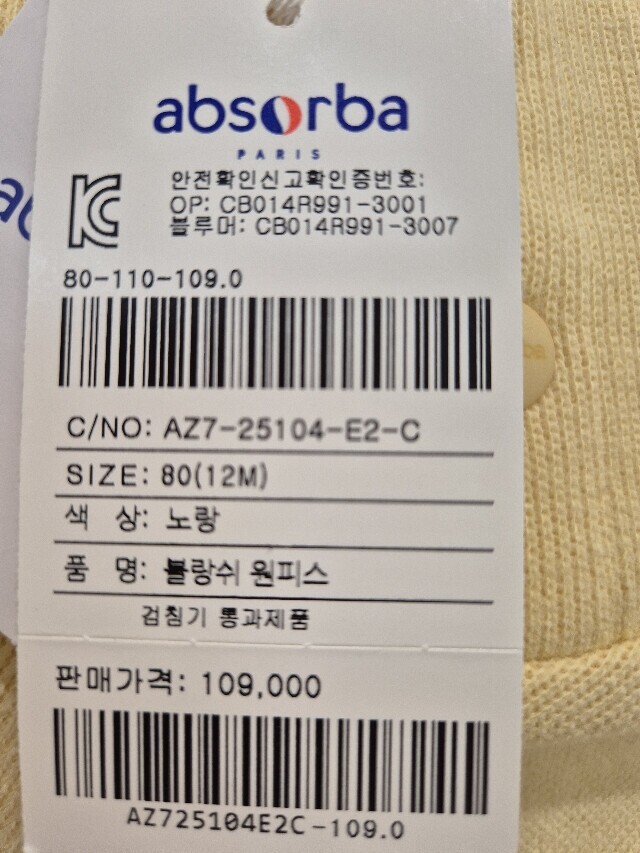 absorba
PARIS
안전확인신고확인증번호:
OP: CB014R991-3001
블루머: CB014R991-3007
80-110-109.0
C/NO: AZ7-25104-E2-C
SIZE: 80(12M)
색 상: 노랑
품 명: 블랑쉬 원피스
검침기 통과제품
판매가격: 109,000
AZ725104E2C-109.0